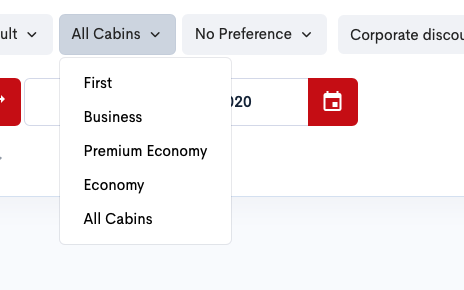 ult
All Cabins
No Preference
Corporate discou
020
First
Business
Premium Economy
Economy
All Cabins